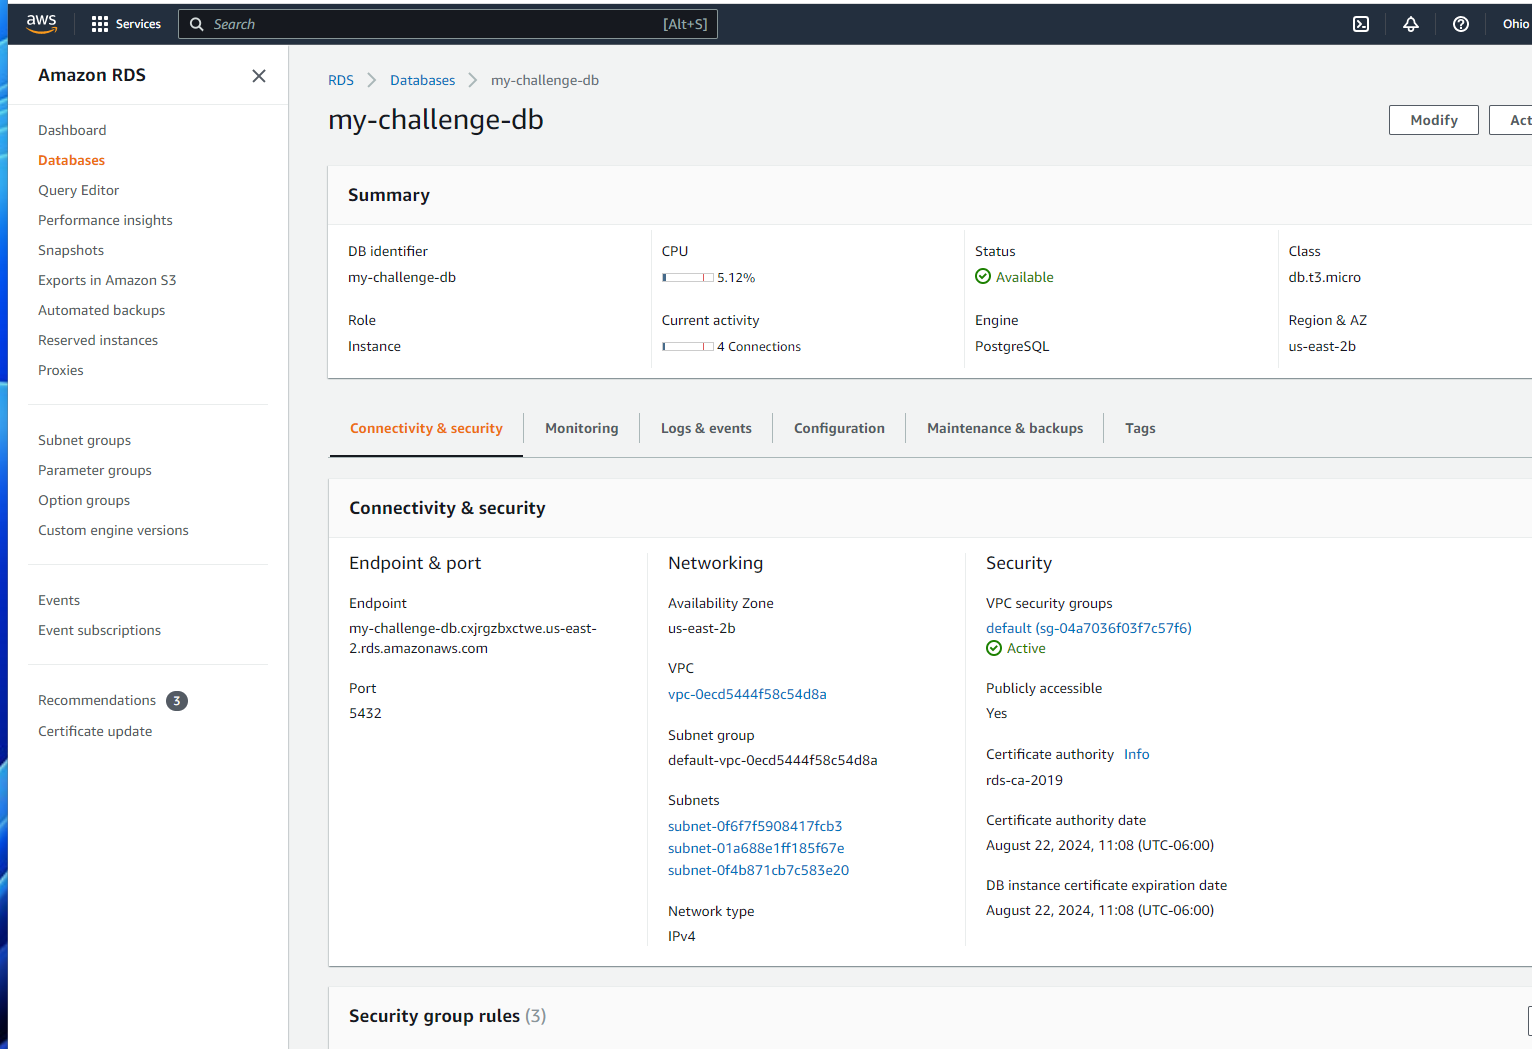 aws
Services
Search
[Alt+S]
Ohio
Amazon RDS
Dashboard
Databases
Query Editor
Performance insights
Snapshots
Exports in Amazon S3
Automated backups
Reserved instances
Proxies
Subnet groups
Parameter groups
Option groups
Custom engine versions
Events
Event subscriptions
Recommendations 3
Certificate update
RDS > Databases > my-challenge-db
my-challenge-db
Modify
Act
Summary
DB identifier
my-challenge-db
Role
Instance
CPU
5.12%
Current activity
4 Connections
Status
Available
Engine
PostgreSQL
Class
db.t3.micro
Region & AZ
us-east-2b
Connectivity & security
Monitoring
Logs & events
Configuration
Maintenance & backups
Tags
Connectivity & security
Endpoint & port
Endpoint
my-challenge-db.cxjrgzbxctwe.us-east-
2.rds.amazonaws.com
Port
5432
Networking
Availability Zone
us-east-2b
VPC
vpc-0ecd5444f58c54d8a
Subnet group
default-vpc-0ecd5444f58c54d8a
Subnets
subnet-0f6f7f5908417fcb3
subnet-01a688e1ff185f67e
subnet-0f4b871cb7c583e20
Network type
IPv4
Security
VPC security groups
default (sg-04a7036f03f7c57f6)
Active
Publicly accessible
Yes
Certificate authority Info
rds-ca-2019
Certificate authority date
August 22, 2024, 11:08 (UTC-06:00)
DB instance certificate expiration date
August 22, 2024, 11:08 (UTC-06:00)
Security group rules (3)